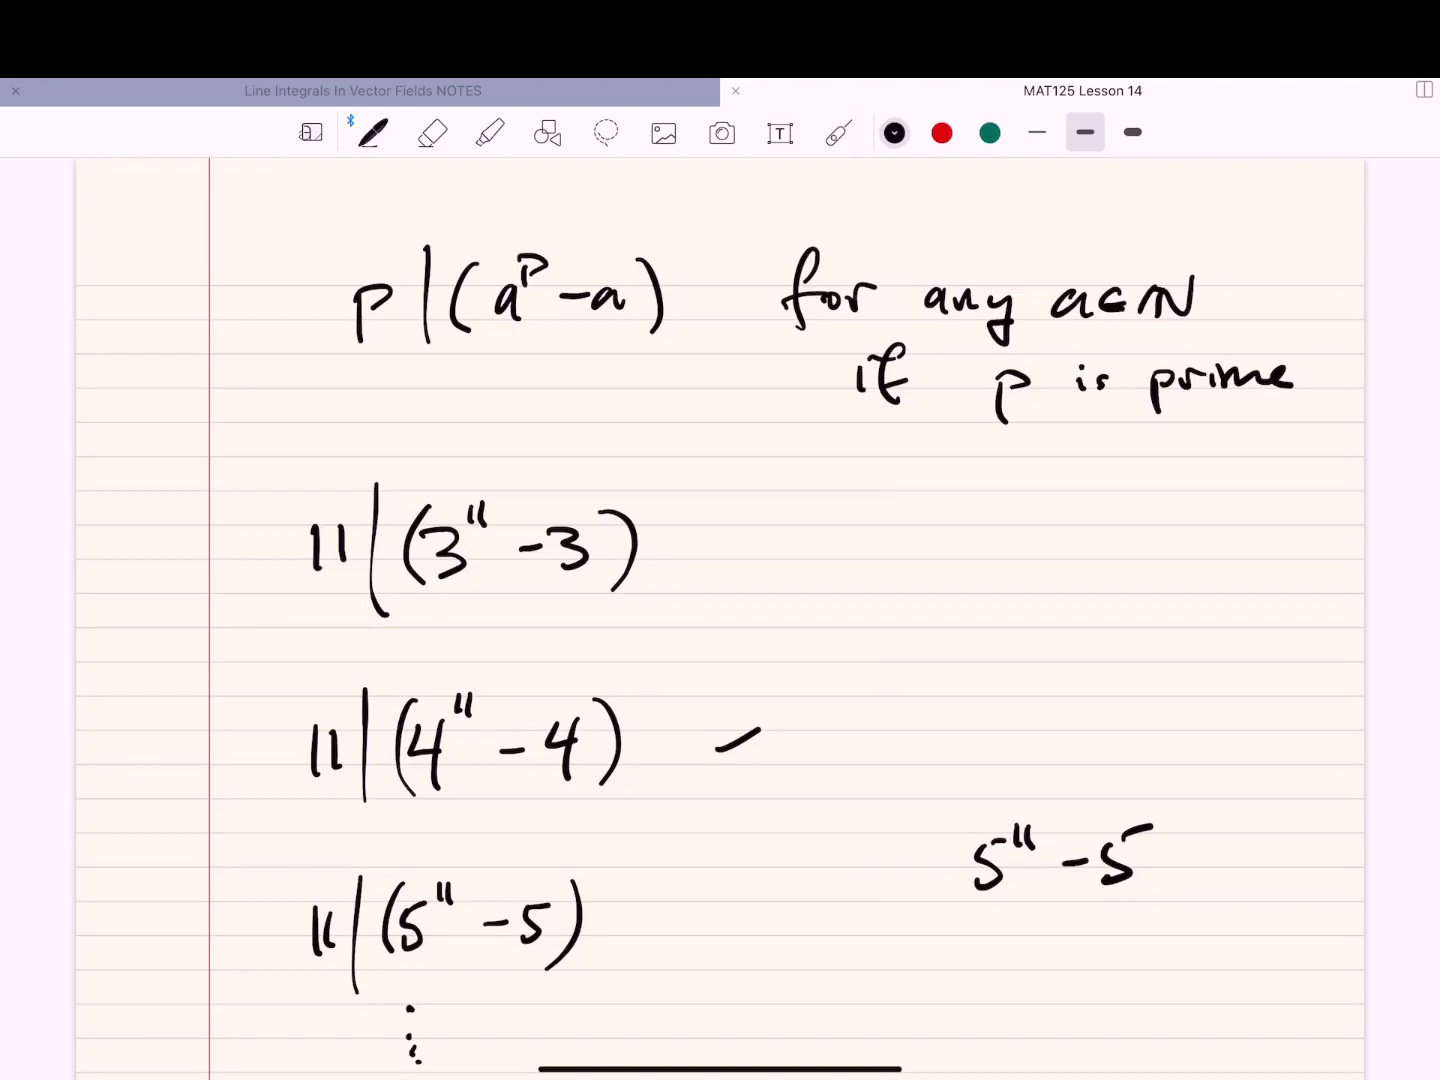 Line Integrals In Vector Fields NOTES
MAT125 Lesson 14
T
p | (a^p - a) for any a ∈ ℕ
if p is prime
11 | (3^11 - 3)
11 | (4^11 - 4) -
5^11 - 5
11 | (5^11 - 5)
⋮